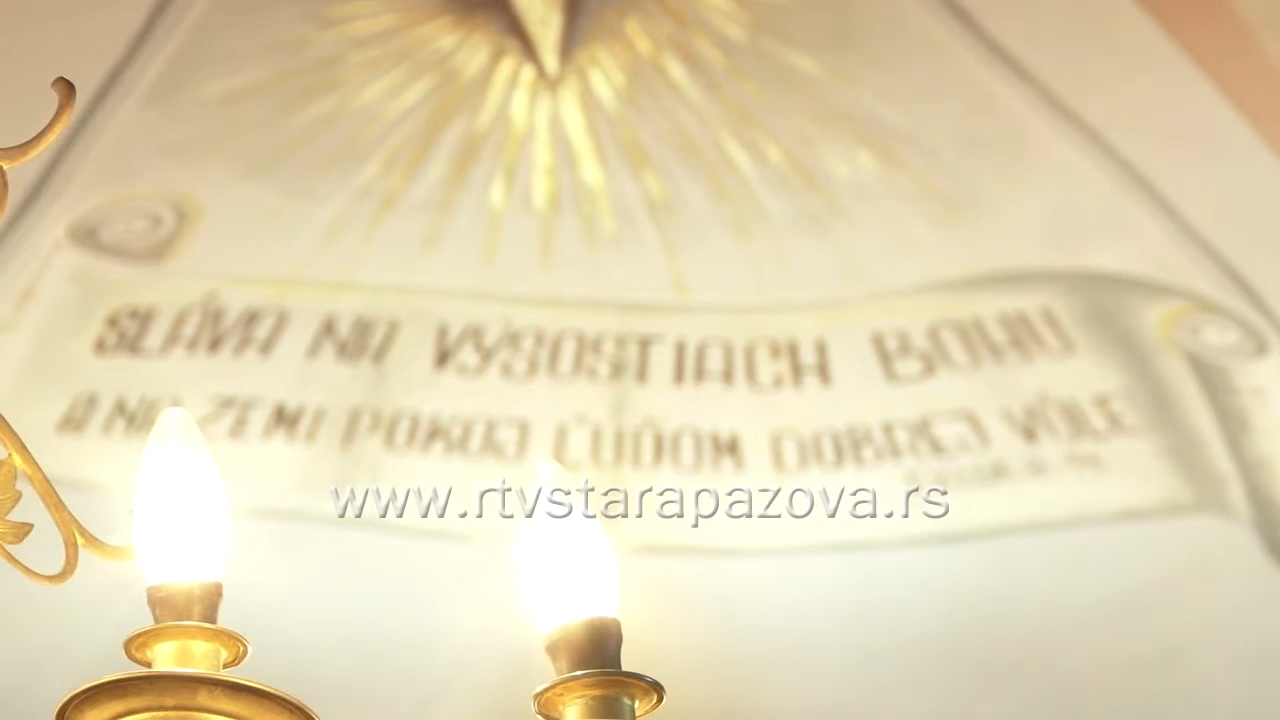 SLÁVA NA VÝSOSTIACH BOHU
A NA ZEMI POKOJ ĽUĎOM DOBREJ VÔLE
www.rtvstarapazova.rs